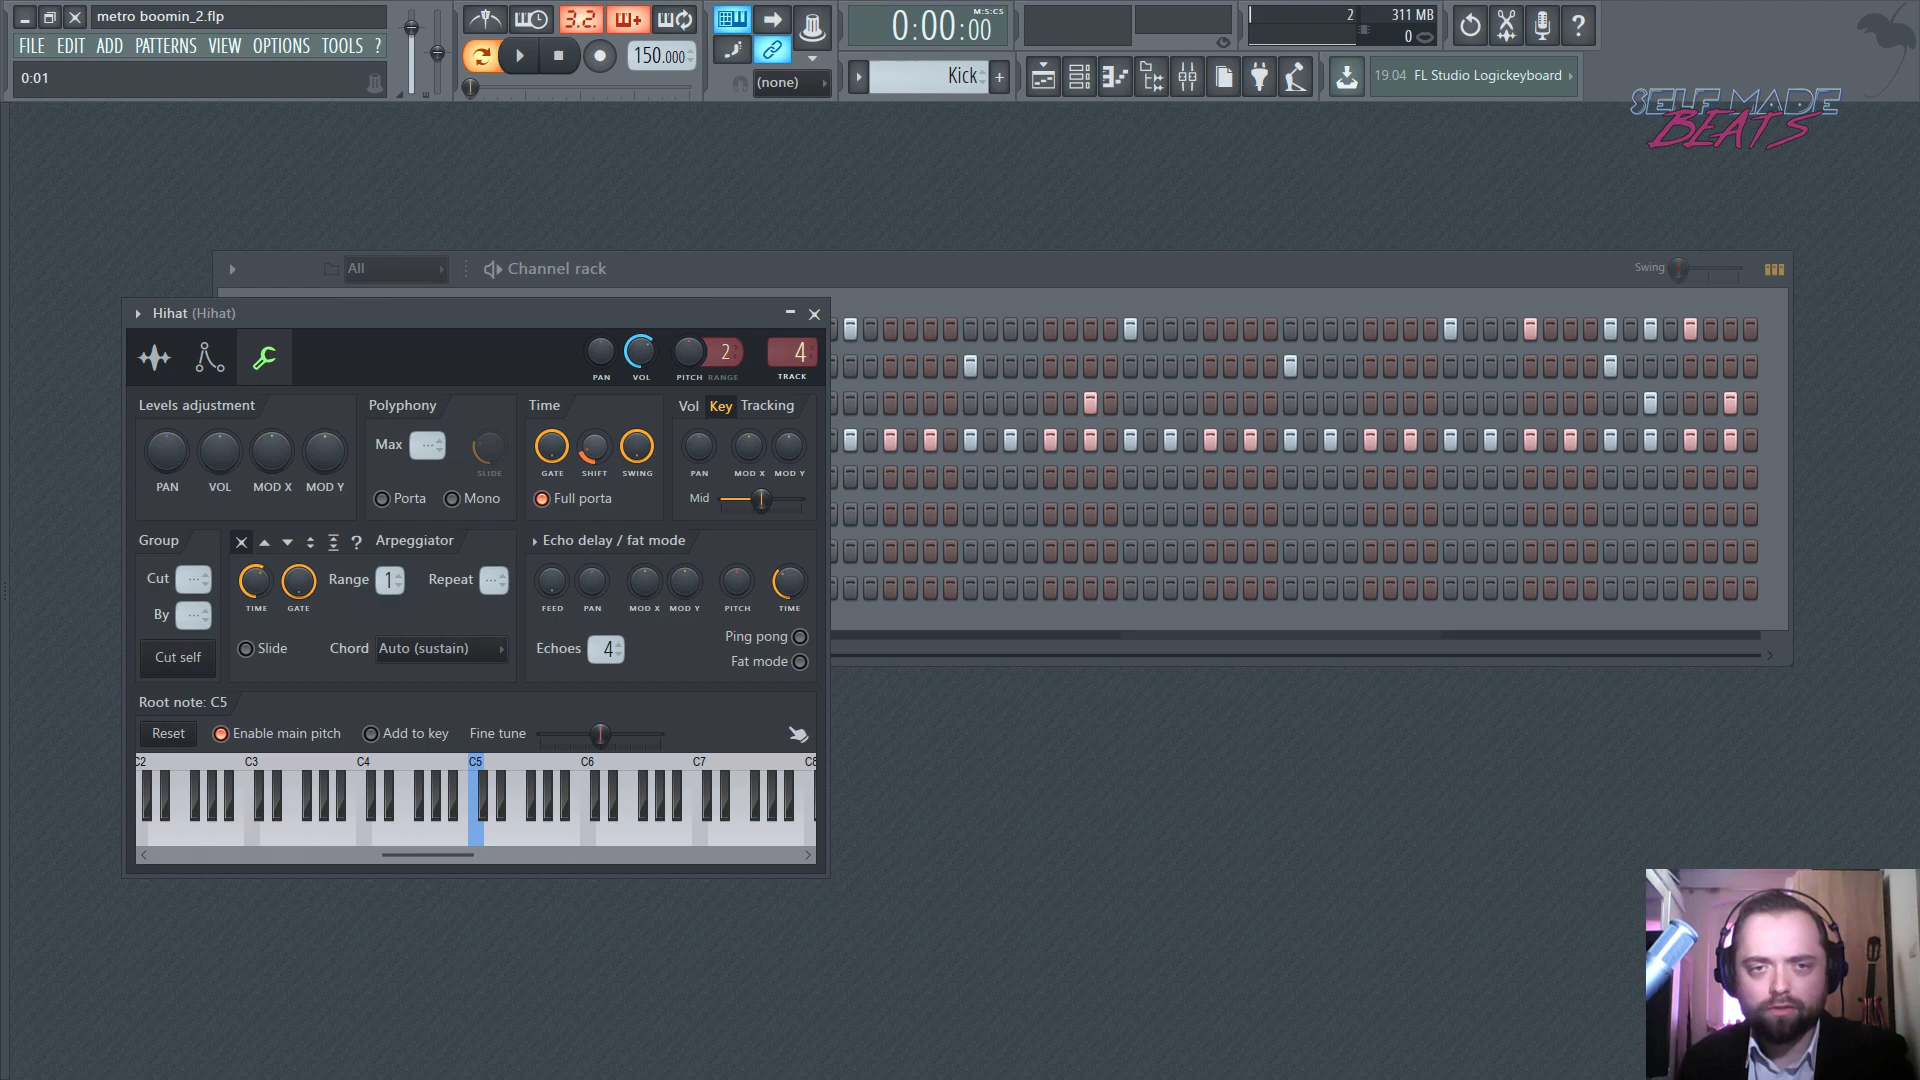 metro boomin_2.flp
FILE EDIT ADD PATTERNS VIEW OPTIONS TOOLS ?
0:01
3.2.
150.000
(none)
0:00:00
M:S:CS
Kick
2
311 MB
0
19.04 FL Studio Logickeyboard
SELF MADE
BEATS
All
Channel rack
Swing
Hihat (Hihat)
PAN
VOL
PITCH
RANGE
2
4
TRACK
Levels adjustment
PAN
VOL
MOD X
MOD Y
Polyphony
Max
SLIDE
Porta
Mono
Time
GATE
SHIFT
SWING
Full porta
Vol Key Tracking
PAN
MOD X
MOD Y
Mid
Group
Cut
By
Cut self
? Arpeggiator
TIME
GATE
Range 1
Repeat
Slide
Chord
Auto (sustain)
Echo delay / fat mode
FEED
PAN
MOD X
MOD Y
PITCH
TIME
Echoes 4
Ping pong
Fat mode
Root note: C5
Reset
Enable main pitch
Add to key
Fine tune
C2 C3 C4 C5 C6 C7 C8